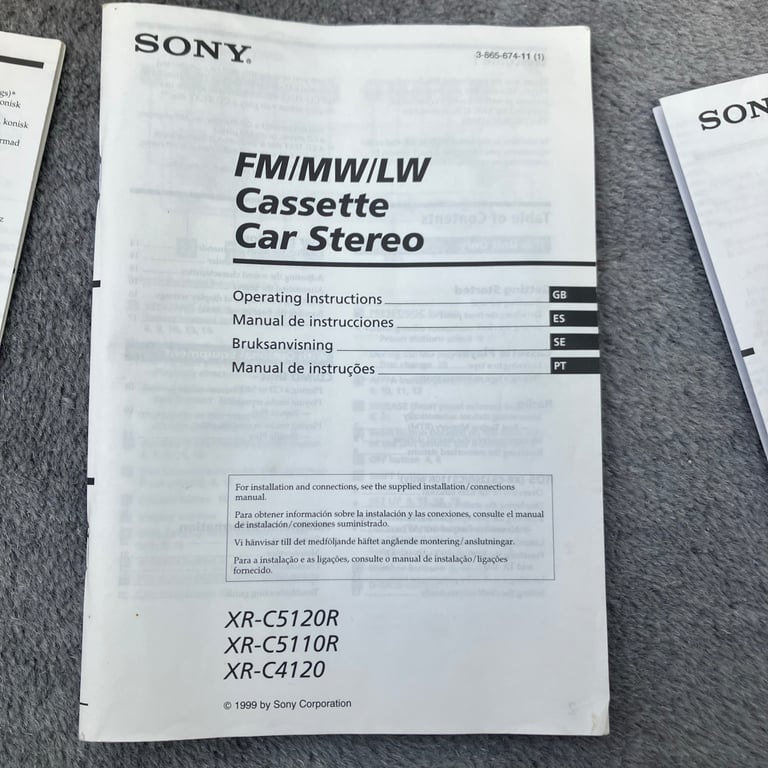 gs)*
onisk
konisk
rmad
z
SONY®
3-865-674-11 (1)
FM/MW/LW
Cassette
Car Stereo
Operating Instructions GB
Manual de instrucciones ES
Bruksanvisning SE
Manual de instruções PT
For installation and connections, see the supplied installation/connections
manual.
Para obtener información sobre la instalación y las conexiones, consulte el manual
de instalación/conexiones suministrado.
Vi hänvisar till det medföljande häftet angående montering/anslutningar.
Para a instalação e as ligações, consulte o manual de instalação/ligações
fornecido.
XR-C5120R
XR-C5110R
XR-C4120
© 1999 by Sony Corporation
SON